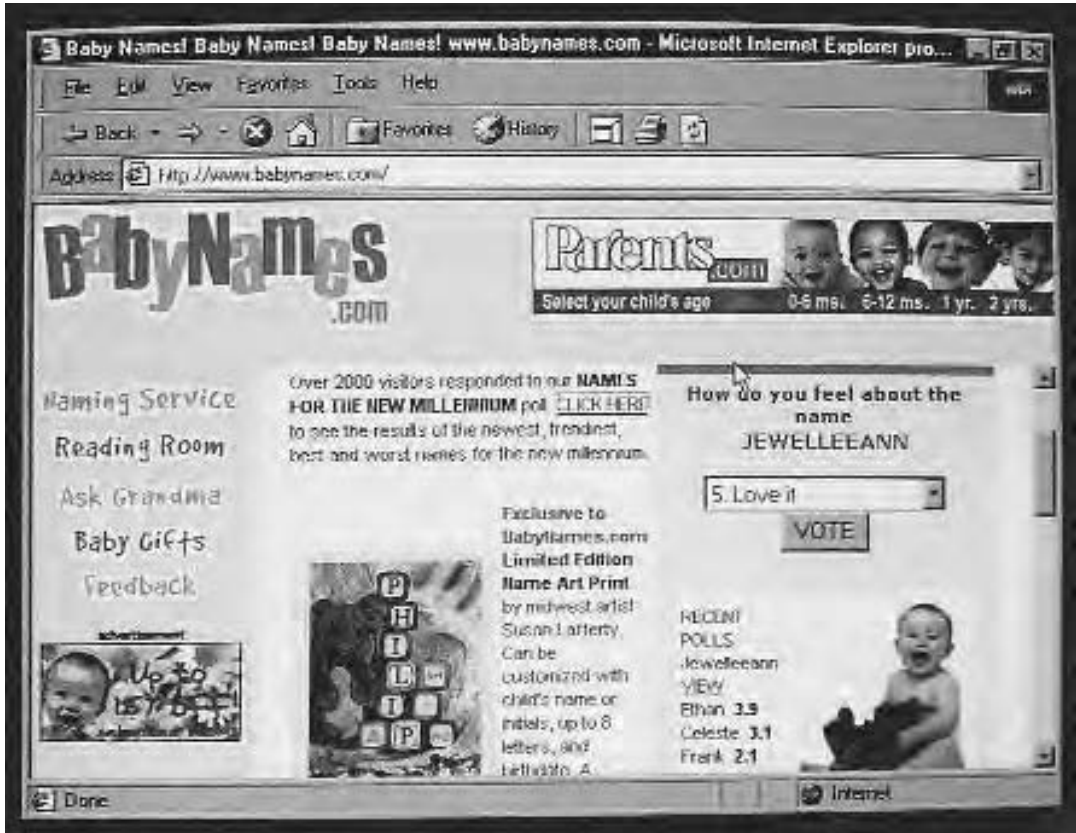 Baby Names! Baby Names! Baby Names! www.babynames.com - Microsoft Internet Explorer pro...
File Edit View Favorites Tools Help
Back Favorites History
Address http://www.babynames.com/
BabyNames
.com
Parents.com
Select your child's age 0-6 ms. 6-12 ms. 1 yr. 2 yrs.
Naming Service
Reading Room
Ask Grandma
Baby Gifts
Feedback
advertisement
Up to
Over 2000 visitors responded to our NAMES
FOR THE NEW MILLENNIUM poll. CLICK HERE
to see the results of the newest, trendiest,
best and worst names for the new millennium.
PHILIP
Exclusive to
BabyNames.com
Limited Edition
Name Art Print
by midwest artist
Susan Lafferty
Can be
customized with
child's name or
initials, up to 8
letters, and
birthdate. A
How do you feel about the
name
JEWELLEEANN
5. Love it
VOTE
RECENT
POLLS
Jewelleeann
VIEW
Ethan 3.9
Celeste 3.1
Frank 2.1
Done Internet